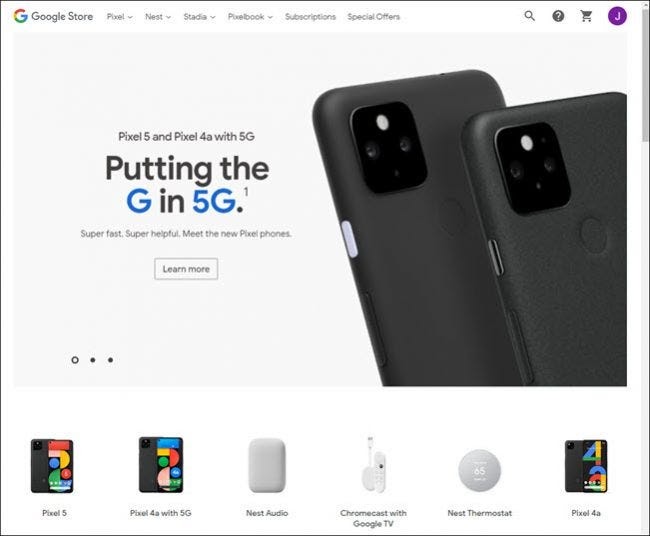 Google Store Pixel Nest Stadia Pixelbook Subscriptions Special Offers J
Pixel 5 and Pixel 4a with 5G
Putting the
G in 5G.1
Super fast. Super helpful. Meet the new Pixel phones.
Learn more
65
Pixel 5 Pixel 4a with 5G Nest Audio Chromecast with Google TV Nest Thermostat Pixel 4a